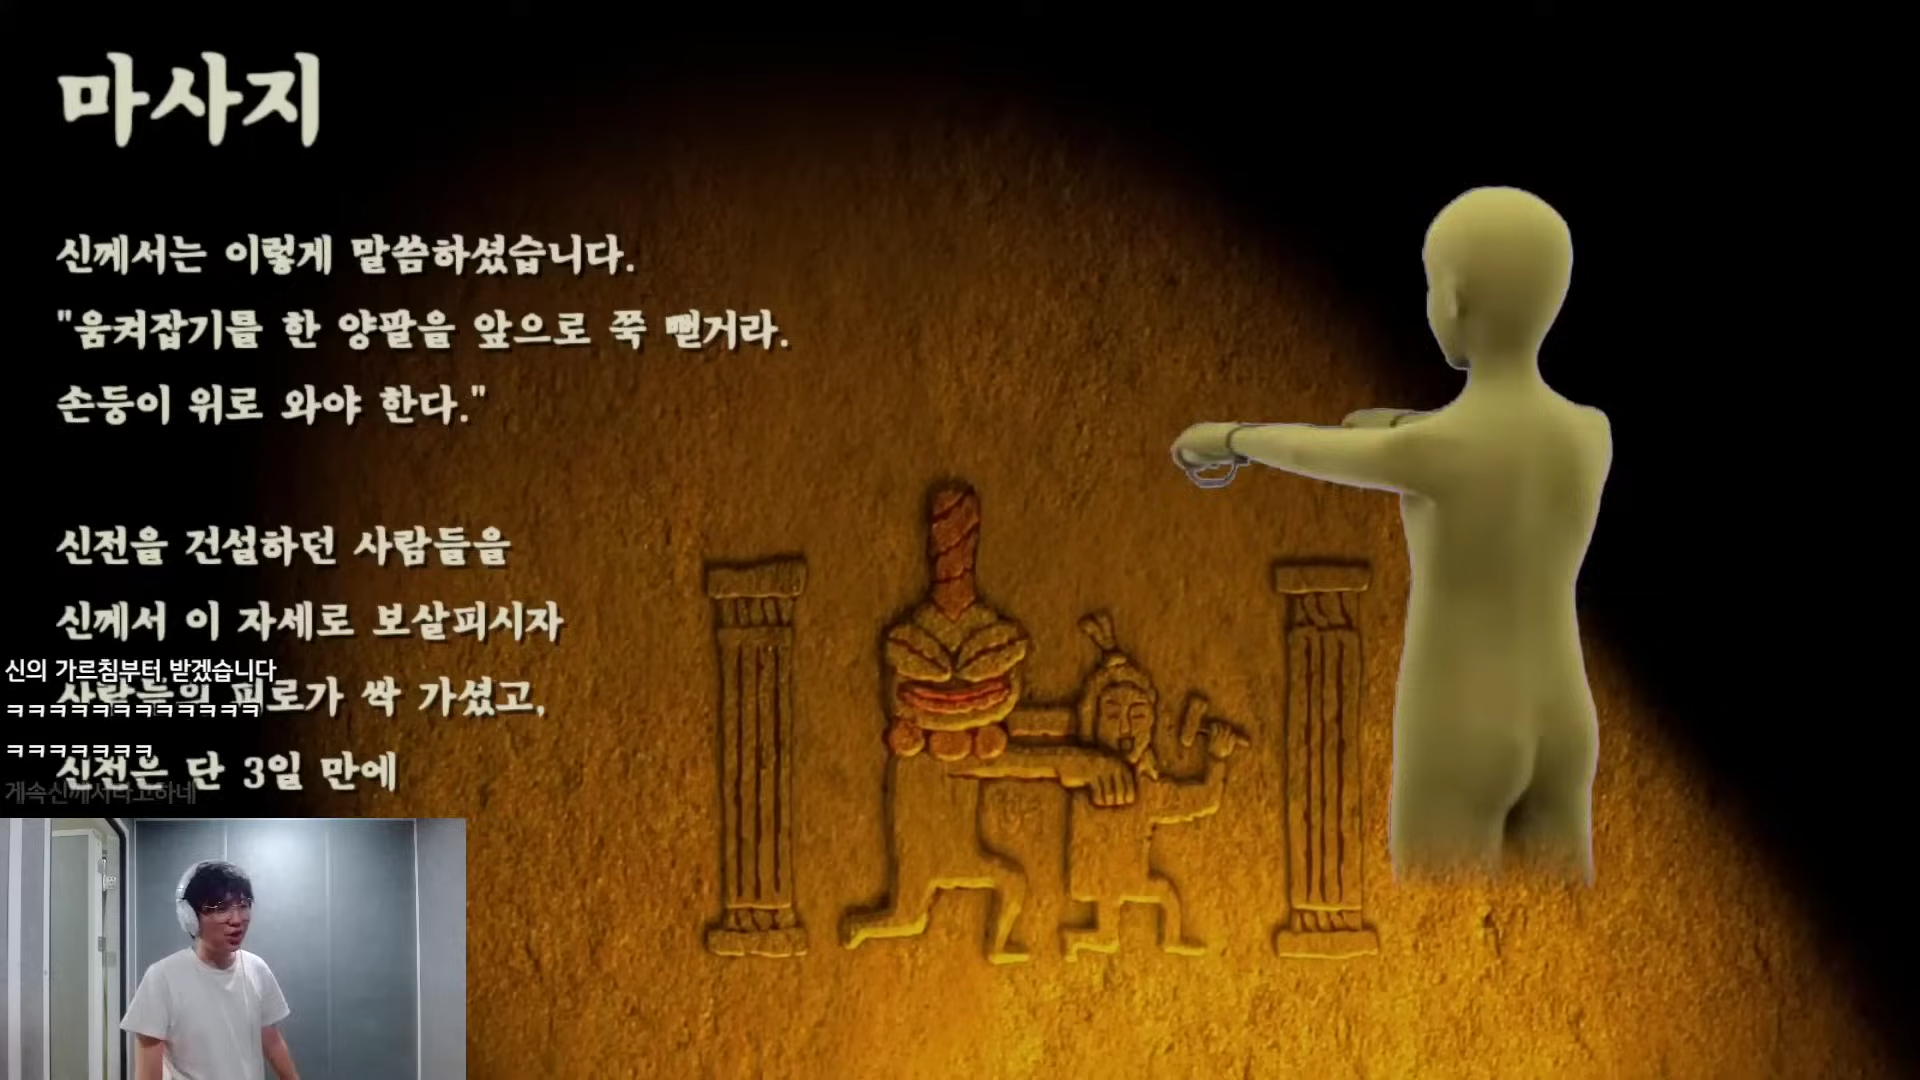 마사지
신께서는 이렇게 말씀하셨습니다.
"움켜잡기를 한 양팔을 앞으로 쭉 뻗거라.
손등이 위로 와야 한다."
신전을 건설하던 사람들을
신께서 이 자세로 보살피시자
사람들의 피로가 싹 가셨고,
신전은 단 3일 만에
신의 가르침부터 받겠습니다
ㅋㅋㅋㅋㅋㅋㅋㅋㅋㅋㅋㅋ
ㅋㅋㅋㅋㅋㅋㅋ
게속신께서라고하네